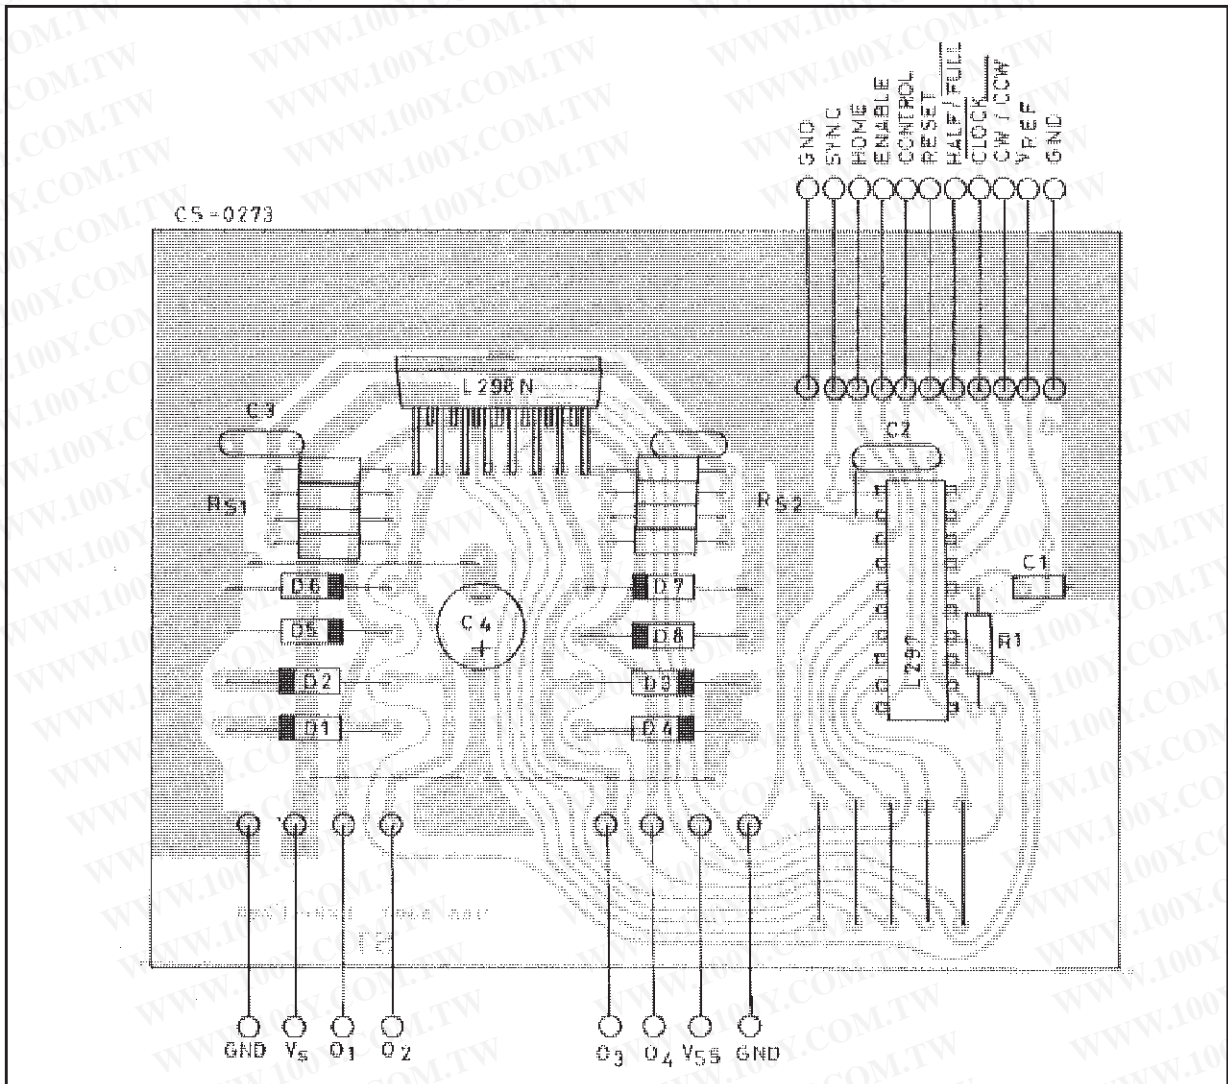 GND
SYNC
HOME
ENABLE
CONTROL
RESET
HALF / FULL
CLOCK
CW / CCW
VREF
GND
CS-0273
L298N
C3
C2
RS1
RS2
C1
D6
D7
C4
D5
D8
R1
L297
D2
D3
D1
D4
GND
VS
O1
O2
O3
O4
VSS
GND
WWW.100Y.COM.TW